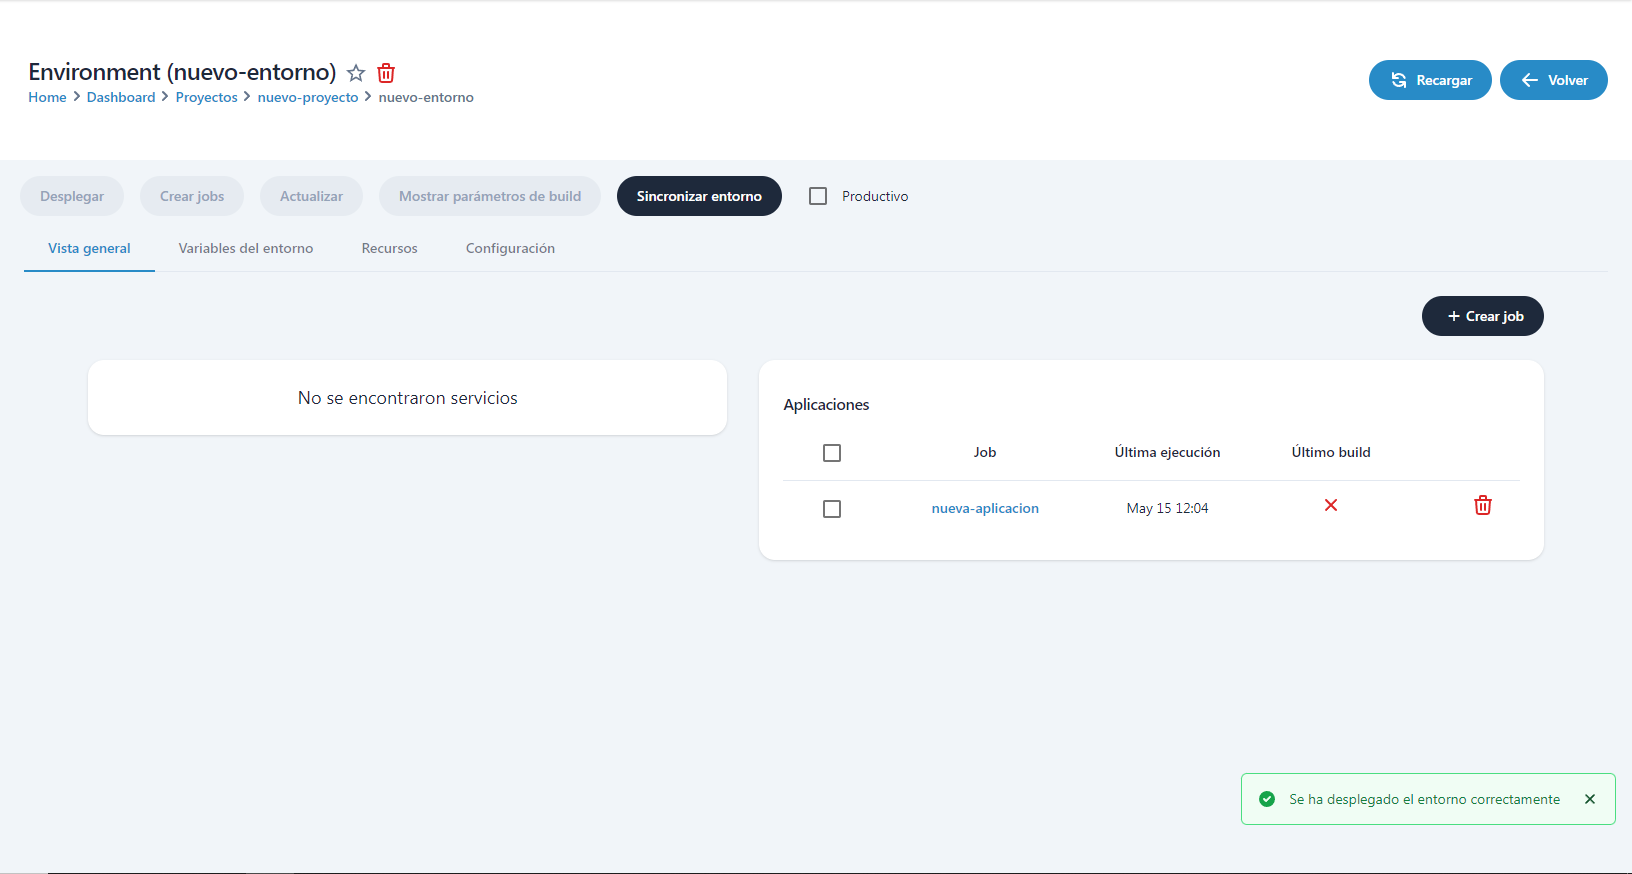 Environment (nuevo-entorno)
Home > Dashboard > Proyectos > nuevo-proyecto > nuevo-entorno
Recargar
Volver
Desplegar
Crear jobs
Actualizar
Mostrar parámetros de build
Sincronizar entorno
Productivo
Vista general
Variables del entorno
Recursos
Configuración
+ Crear job
No se encontraron servicios
Aplicaciones
Job Última ejecución Último build
nueva-aplicacion May 15 12:04
Se ha desplegado el entorno correctamente